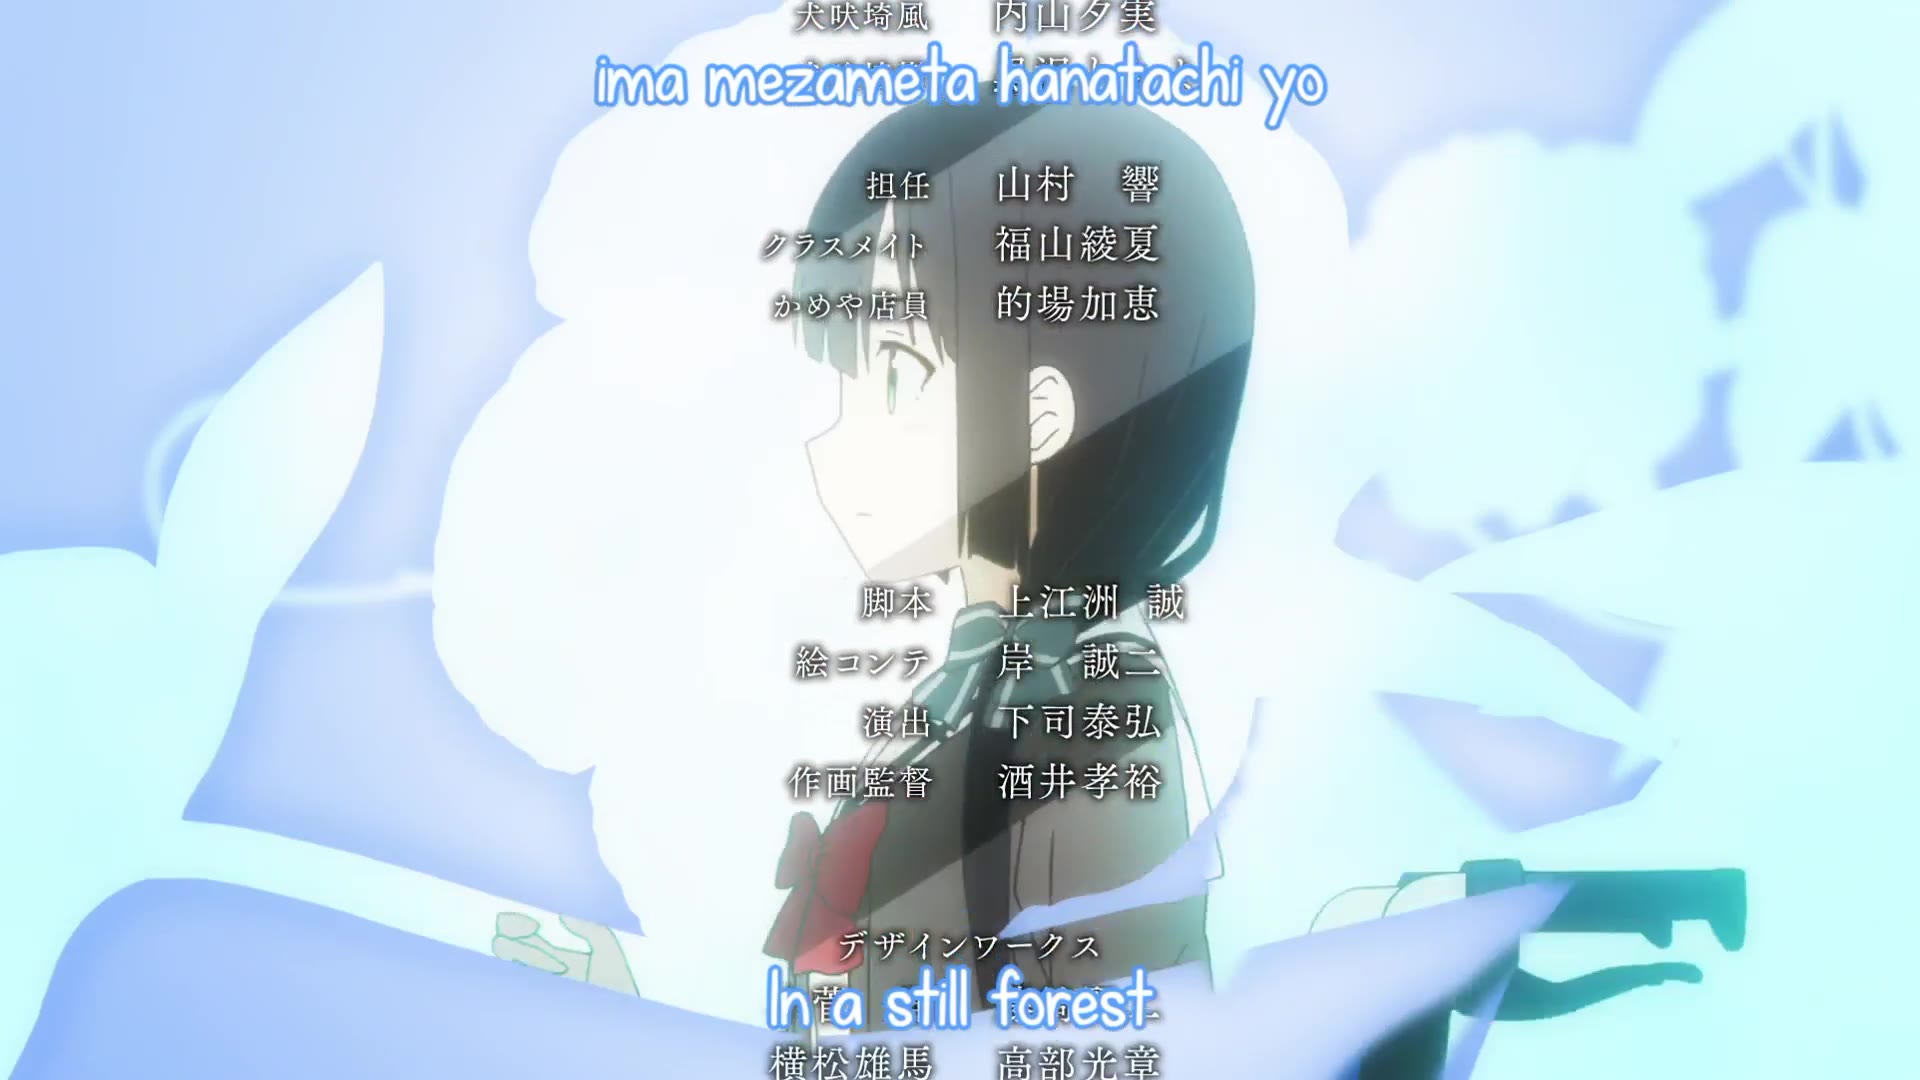 犬吠埼風 内山夕実
ima mezameta hanatachi yo
担任 山村 響
クラスメイト 福山綾夏
かめや店員 的場加恵
脚本 上江洲 誠
絵コンテ 岸 誠二
演出 下司泰弘
作画監督 酒井孝裕
デザインワークス
In a still forest
横松雄馬 高部光章